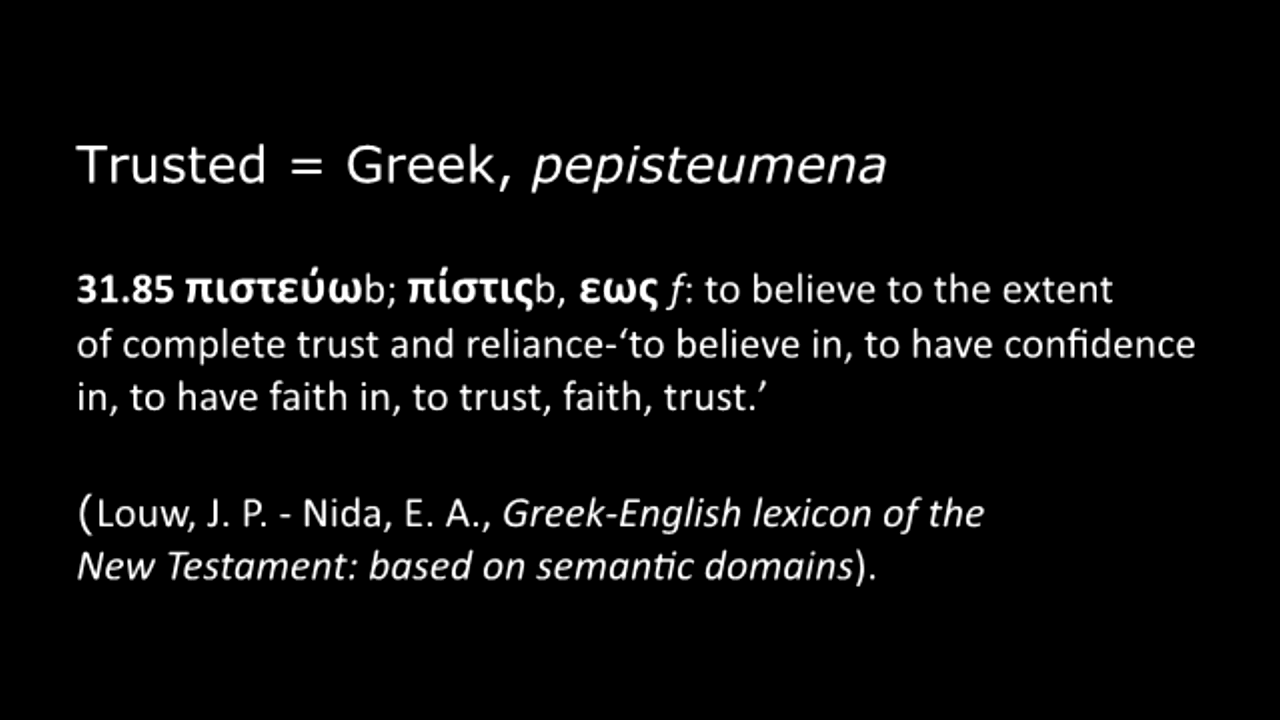 Trusted = Greek, pepisteumena
31.85 πιστεύωb; πίστιςb, εως f: to believe to the extent
of complete trust and reliance-‘to believe in, to have confidence
in, to have faith in, to trust, faith, trust.’
(Louw, J. P. - Nida, E. A., Greek-English lexicon of the
New Testament: based on semantic domains).